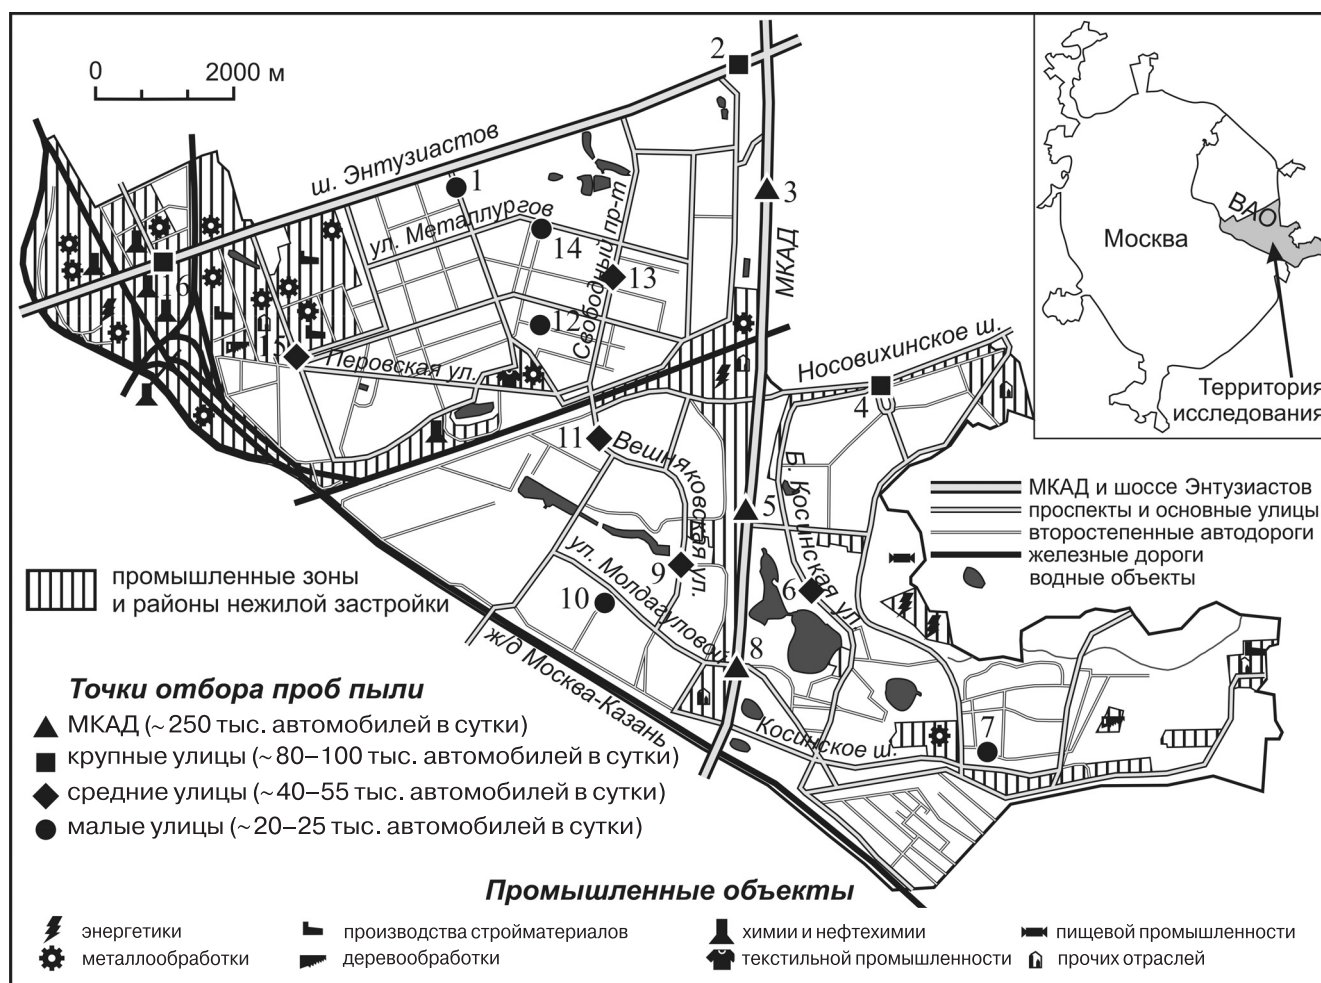 0 2000 м
2
ш. Энтузиастов
1
3
ул. Металлургов
14
Свободный пр-т
13
МКАД
16
12
15
Перовская ул.
Носовихинское ш.
4
11
Вешняковская ул.
Б. Косинская ул.
5
9
6
10
ул. Молдагуловой
8
ж/д Москва-Казань
Косинское ш.
7
ВАО
Москва
Территория
исследования
МКАД и шоссе Энтузиастов
проспекты и основные улицы
второстепенные автодороги
железные дороги
водные объекты
промышленные зоны
и районы нежилой застройки
Точки отбора проб пыли
МКАД (~250 тыс. автомобилей в сутки)
крупные улицы (~80–100 тыс. автомобилей в сутки)
средние улицы (~40–55 тыс. автомобилей в сутки)
малые улицы (~20–25 тыс. автомобилей в сутки)
Промышленные объекты
энергетики
производства стройматериалов
химии и нефтехимии
пищевой промышленности
металлообработки
деревообработки
текстильной промышленности
прочих отраслей